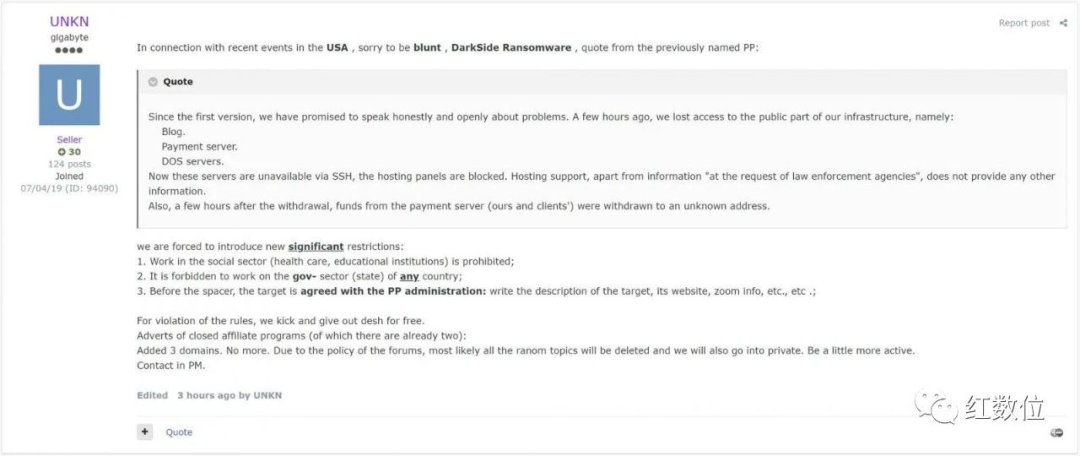 UNKN
gigabyte
U
Seller
30
124 posts
Joined
07/04/19 (ID: 94090)
Report post
In connection with recent events in the USA , sorry to be blunt , DarkSide Ransomware , quote from the previously named PP:
Quote
Since the first version, we have promised to speak honestly and openly about problems. A few hours ago, we lost access to the public part of our infrastructure, namely:
Blog.
Payment server.
DOS servers.
Now these servers are unavailable via SSH, the hosting panels are blocked. Hosting support, apart from information "at the request of law enforcement agencies", does not provide any other
information.
Also, a few hours after the withdrawal, funds from the payment server (ours and clients') were withdrawn to an unknown address.
we are forced to introduce new significant restrictions:
1. Work in the social sector (health care, educational institutions) is prohibited;
2. It is forbidden to work on the gov- sector (state) of any country;
3. Before the spacer, the target is agreed with the PP administration: write the description of the target, its website, zoom info, etc., etc .;
For violation of the rules, we kick and give out desh for free.
Adverts of closed affiliate programs (of which there are already two):
Added 3 domains. No more. Due to the policy of the forums, most likely all the ranom topics will be deleted and we will also go into private. Be a little more active.
Contact in PM.
Edited 3 hours ago by UNKN
+ Quote
红数位